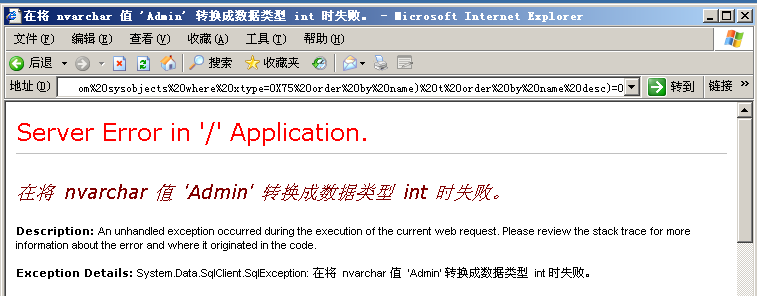 在将 nvarchar 值 'Admin' 转换成数据类型 int 时失败。 - Microsoft Internet Explorer
文件(F) 编辑(E) 查看(V) 收藏(A) 工具(T) 帮助(H)
后退 搜索 收藏夹
地址(D) om%20sysobjects%20where%20xtype=0X75%20order%20by%20name)%20t%20order%20by%20name%20desc)=0 转到 链接 »
Server Error in '/' Application.
在将 nvarchar 值 'Admin' 转换成数据类型 int 时失败。
Description: An unhandled exception occurred during the execution of the current web request. Please review the stack trace for more
information about the error and where it originated in the code.
Exception Details: System.Data.SqlClient.SqlException: 在将 nvarchar 值 'Admin' 转换成数据类型 int 时失败。